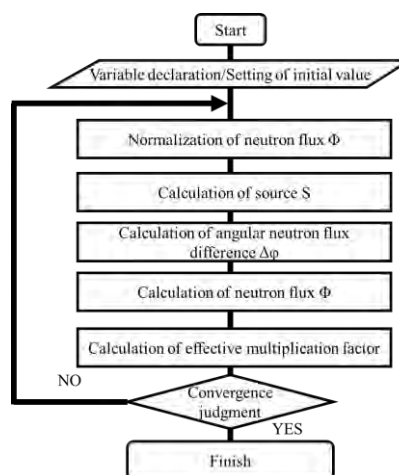 Start
Variable declaration/Setting of initial value
Normalization of neutron flux Φ
Calculation of source S
Calculation of angular neutron flux
difference Δφ
Calculation of neutron flux Φ
Calculation of effective multiplication factor
NO
Convergence
judgment
YES
Finish